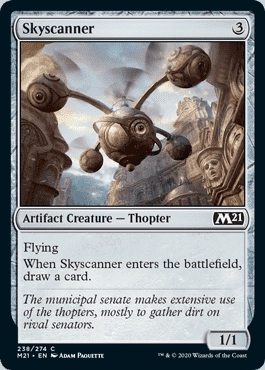 Skyscanner 3
Artifact Creature — Thopter M21
Flying
When Skyscanner enters the battlefield,
draw a card.
The municipal senate makes extensive use
of the thopters, mostly to gather dirt on
rival senators.
1/1
238/274 C
M21 • EN Adam Paquette ™ & © 2020 Wizards of the Coast